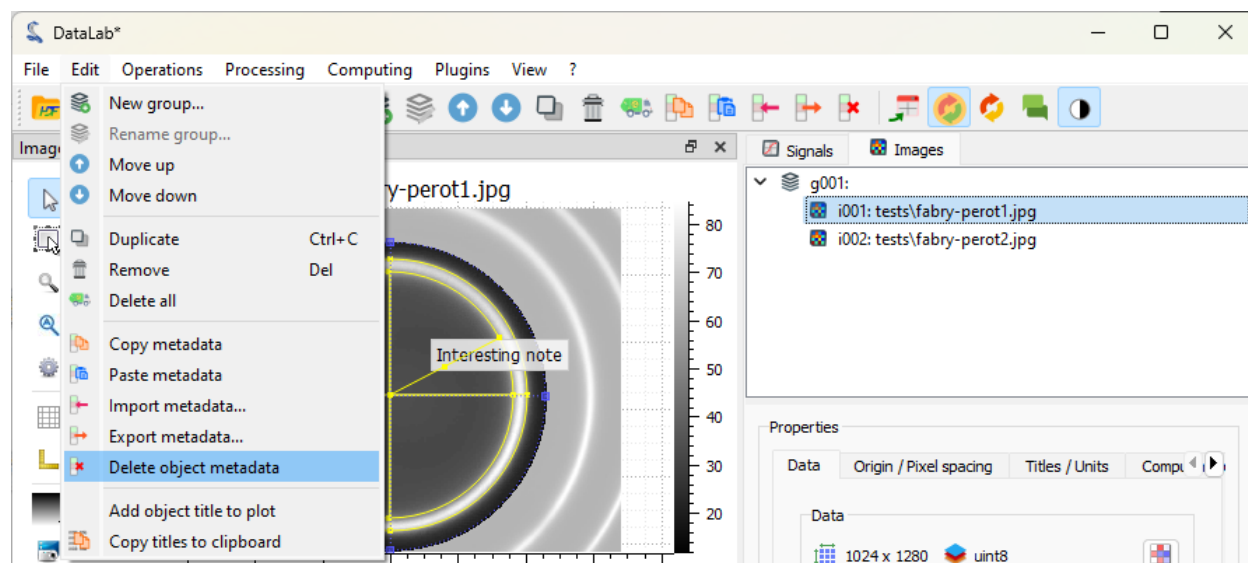 DataLab*
File Edit Operations Processing Computing Plugins View ?
HDF
New group...
Rename group...
Move up
Move down
Duplicate Ctrl+C
Remove Del
Delete all
Copy metadata
Paste metadata
Import metadata...
Export metadata...
Delete object metadata
Add object title to plot
Copy titles to clipboard
Imag
y-perot1.jpg
Interesting note
80
70
60
50
40
30
20
Signals Images
g001:
i001: tests\fabry-perot1.jpg
i002: tests\fabry-perot2.jpg
Properties
Data Origin / Pixel spacing Titles / Units Compu
Data
1024 x 1280 uint8